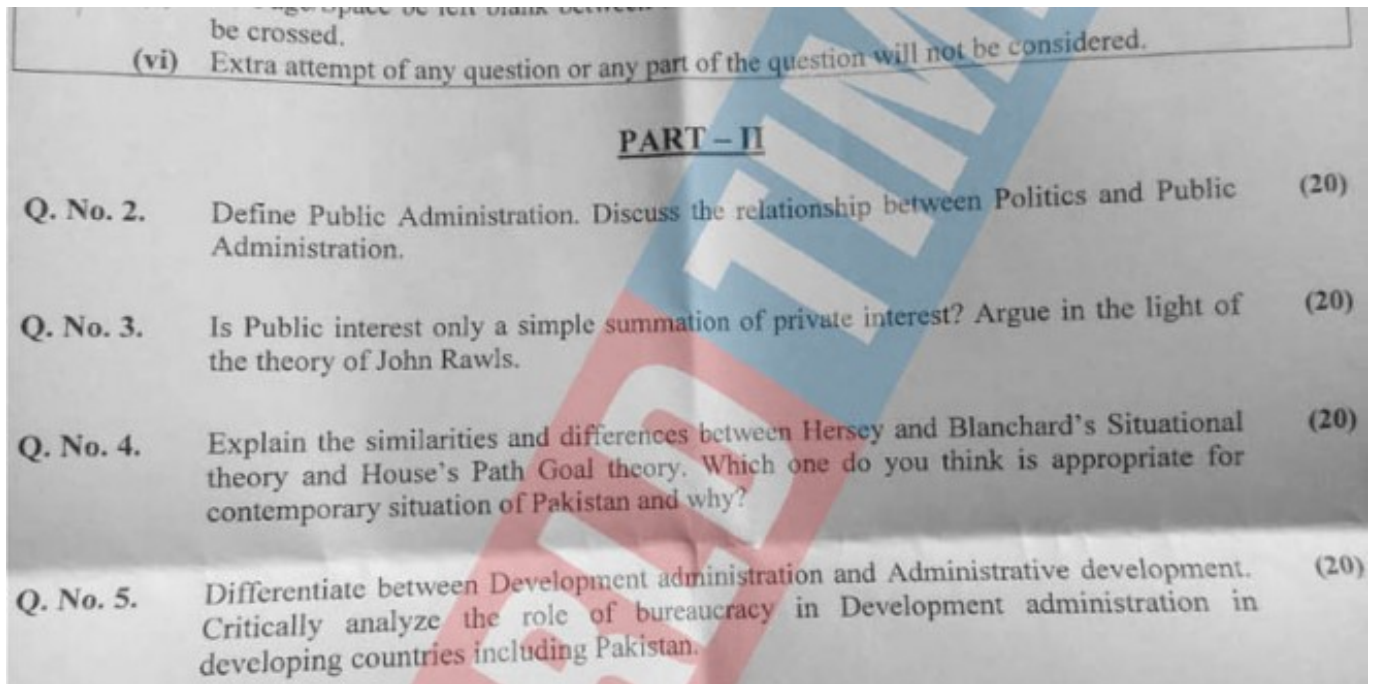 be crossed.
(vi) Extra attempt of any question or any part of the question will not be considered.
PART – II
Q. No. 2. Define Public Administration. Discuss the relationship between Politics and Public (20)
Administration.
Q. No. 3. Is Public interest only a simple summation of private interest? Argue in the light of (20)
the theory of John Rawls.
Q. No. 4. Explain the similarities and differences between Hersey and Blanchard's Situational (20)
theory and House's Path Goal theory. Which one do you think is appropriate for
contemporary situation of Pakistan and why?
Q. No. 5. Differentiate between Development administration and Administrative development. (20)
Critically analyze the role of bureaucracy in Development administration in
developing countries including Pakistan.